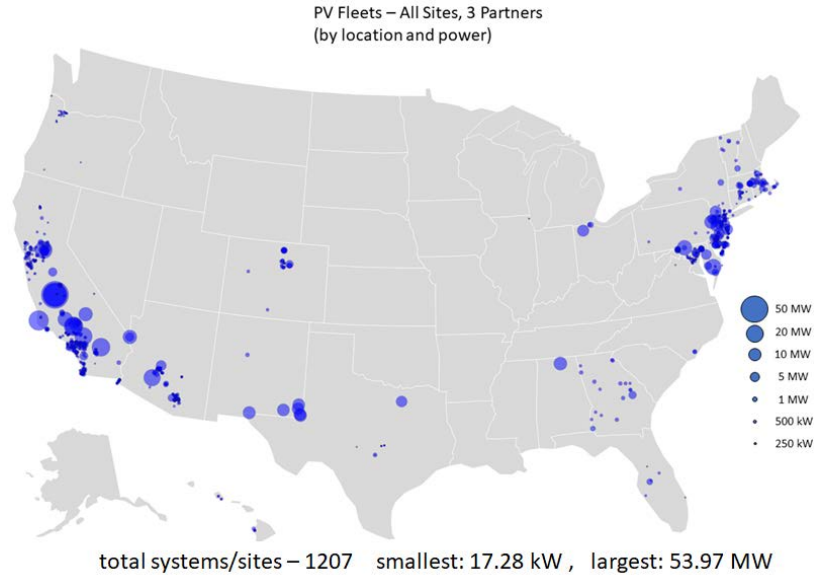 PV Fleets – All Sites, 3 Partners
(by location and power)
50 MW
20 MW
10 MW
5 MW
1 MW
500 kW
250 kW
total systems/sites – 1207 smallest: 17.28 kW , largest: 53.97 MW